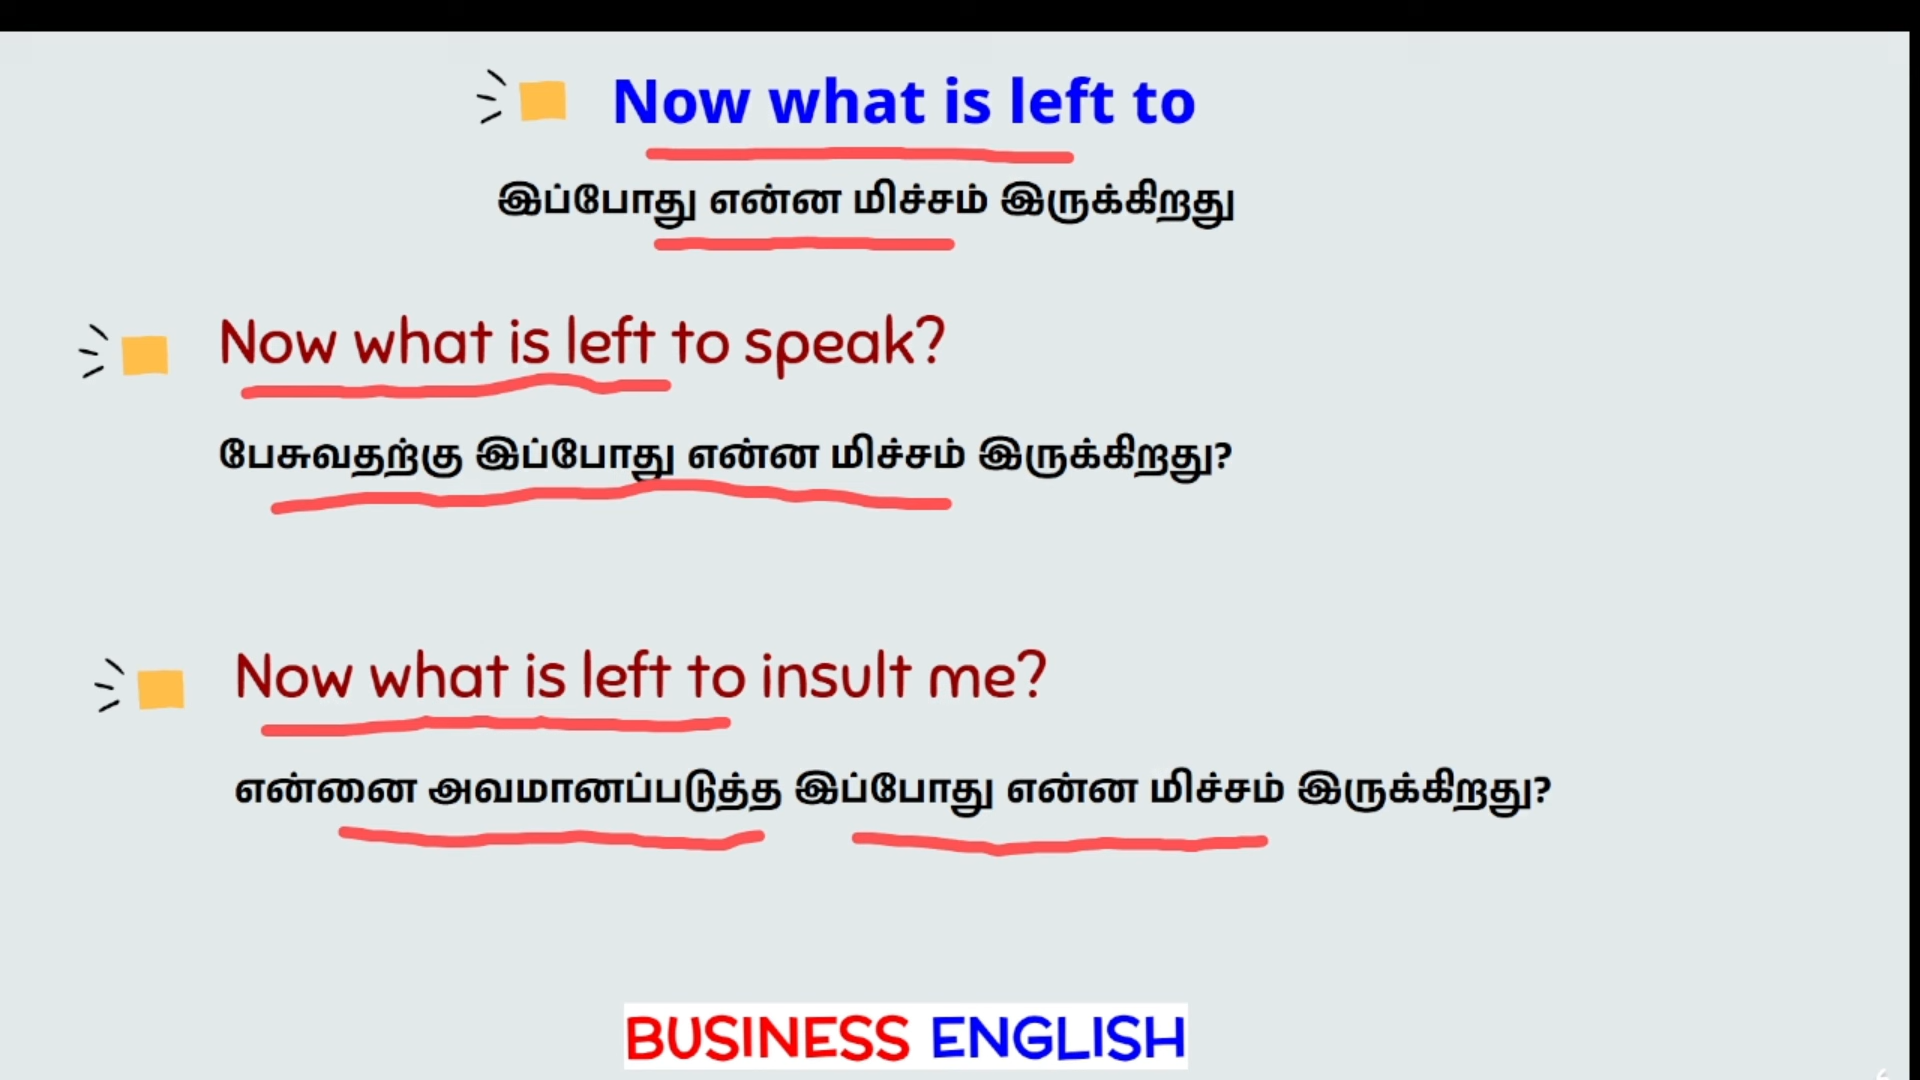 Now what is left to
இப்போது என்ன மிச்சம் இருக்கிறது
Now what is left to speak?
பேசுவதற்கு இப்போது என்ன மிச்சம் இருக்கிறது?
Now what is left to insult me?
என்னை அவமானப்படுத்த இப்போது என்ன மிச்சம் இருக்கிறது?
BUSINESS ENGLISH